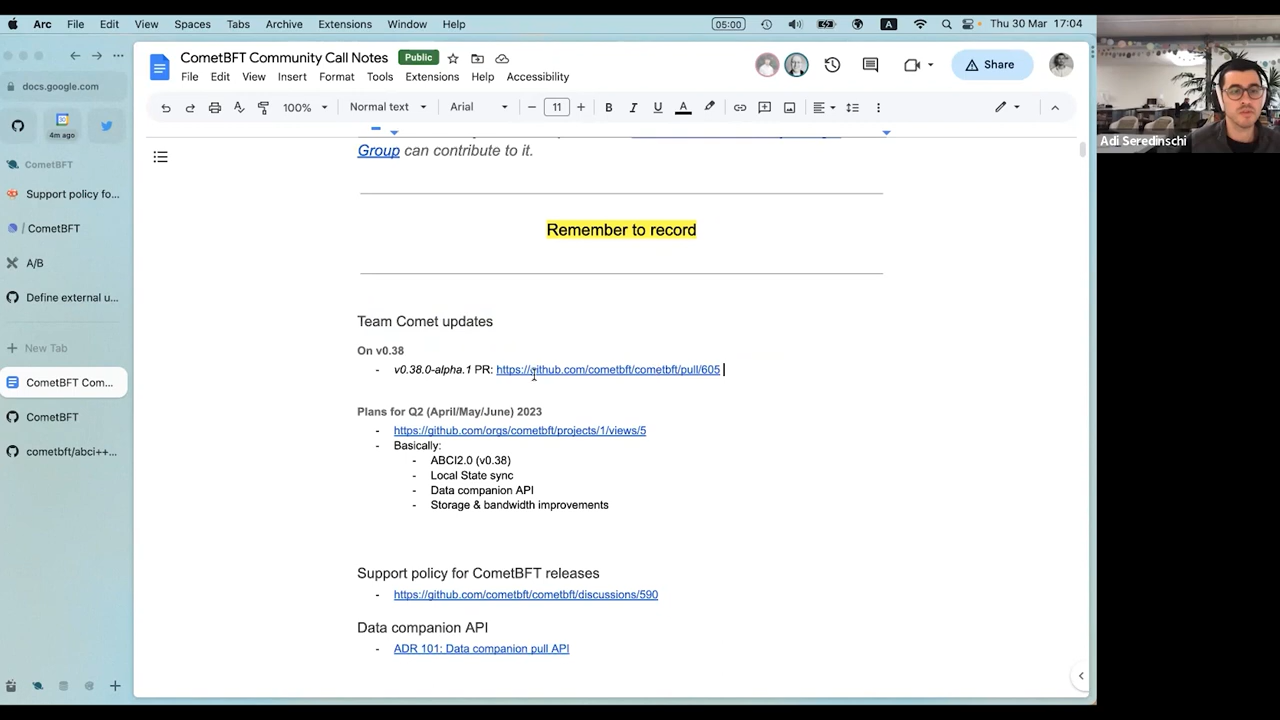 Arc File Edit View Spaces Tabs Archive Extensions Window Help 05:00 A Thu 30 Mar 17:04
docs.google.com
4m ago
CometBFT
Support policy fo...
/ CometBFT
A/B
Define external u...
New Tab
CometBFT Com...
CometBFT
cometbft/abci++...
CometBFT Community Call Notes Public
File Edit View Insert Format Tools Extensions Help Accessibility
Share
100% Normal text Arial 11 B I U A
Group can contribute to it.
Remember to record
Team Comet updates
On v0.38
- v0.38.0-alpha.1 PR: https://github.com/cometbft/cometbft/pull/605
Plans for Q2 (April/May/June) 2023
- https://github.com/orgs/cometbft/projects/1/views/5
- Basically:
- ABCI2.0 (v0.38)
- Local State sync
- Data companion API
- Storage & bandwidth improvements
Support policy for CometBFT releases
- https://github.com/cometbft/cometbft/discussions/590
Data companion API
- ADR 101: Data companion pull API
Adi Seredinschi